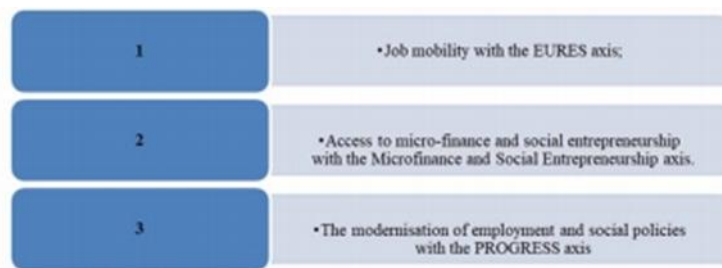 1
•Job mobility with the EURES axis;
2
•Access to micro-finance and social entrepreneurship
with the Microfinance and Social Entrepreneurship axis.
3
•The modernisation of employment and social policies
with the PROGRESS axis